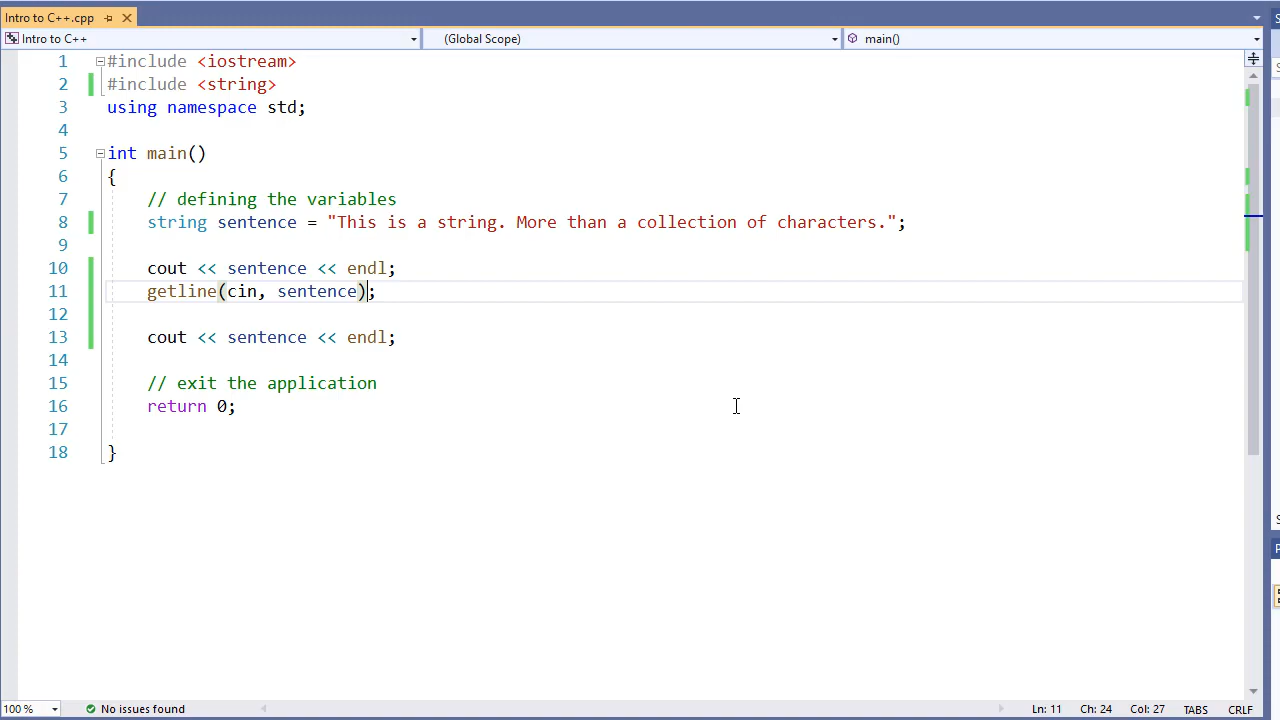 Intro to C++.cpp
Intro to C++ (Global Scope) main()
1 #include <iostream>
2 #include <string>
3 using namespace std;
4
5 int main()
6 {
7 // defining the variables
8 string sentence = "This is a string. More than a collection of characters.";
9
10 cout << sentence << endl;
11 getline(cin, sentence);
12
13 cout << sentence << endl;
14
15 // exit the application
16 return 0;
17
18 }
100 % No issues found Ln: 11 Ch: 24 Col: 27 TABS CRLF